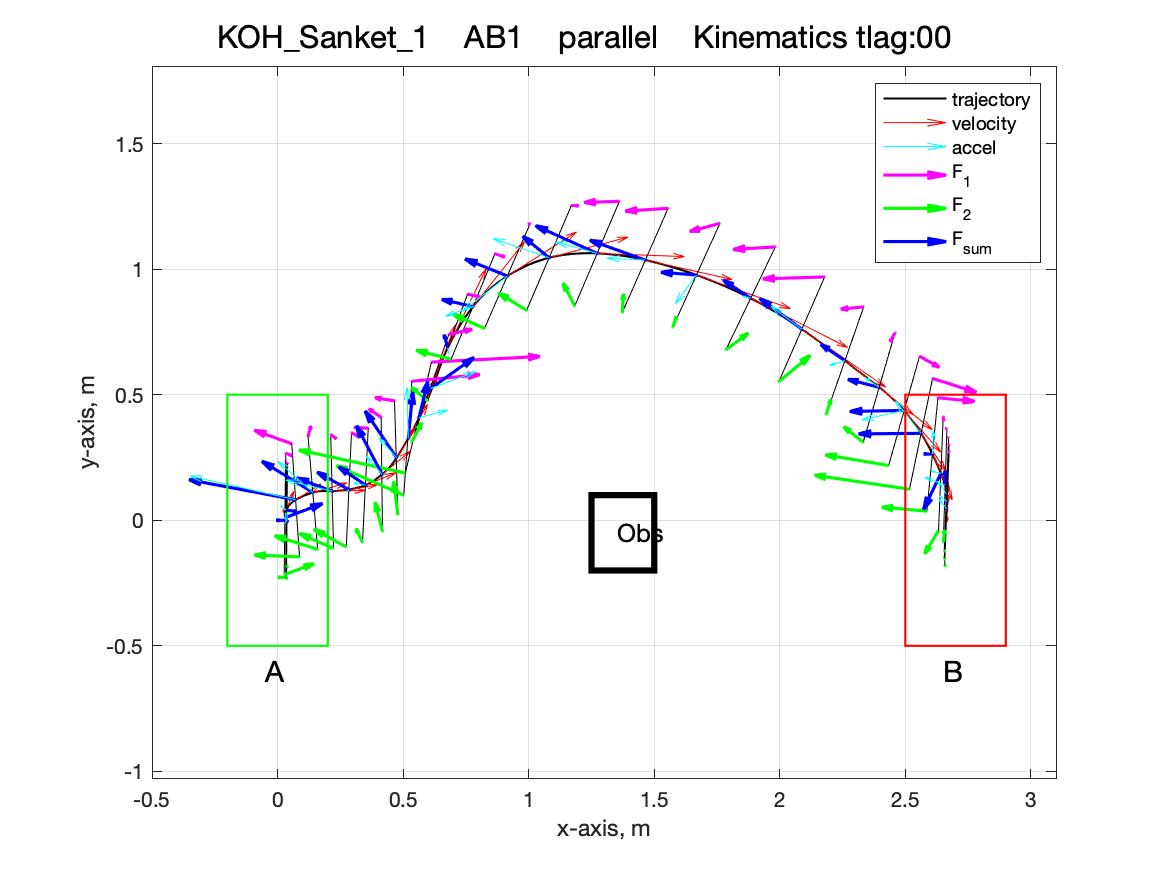 KOH_Sanket_1 AB1 parallel Kinematics tlag:00
trajectory
velocity
accel
F1
F2
Fsum
1.5
1
0.5
0
-0.5
-1
y-axis, m
Obs
A
B
-0.5 0 0.5 1 1.5 2 2.5 3
x-axis, m